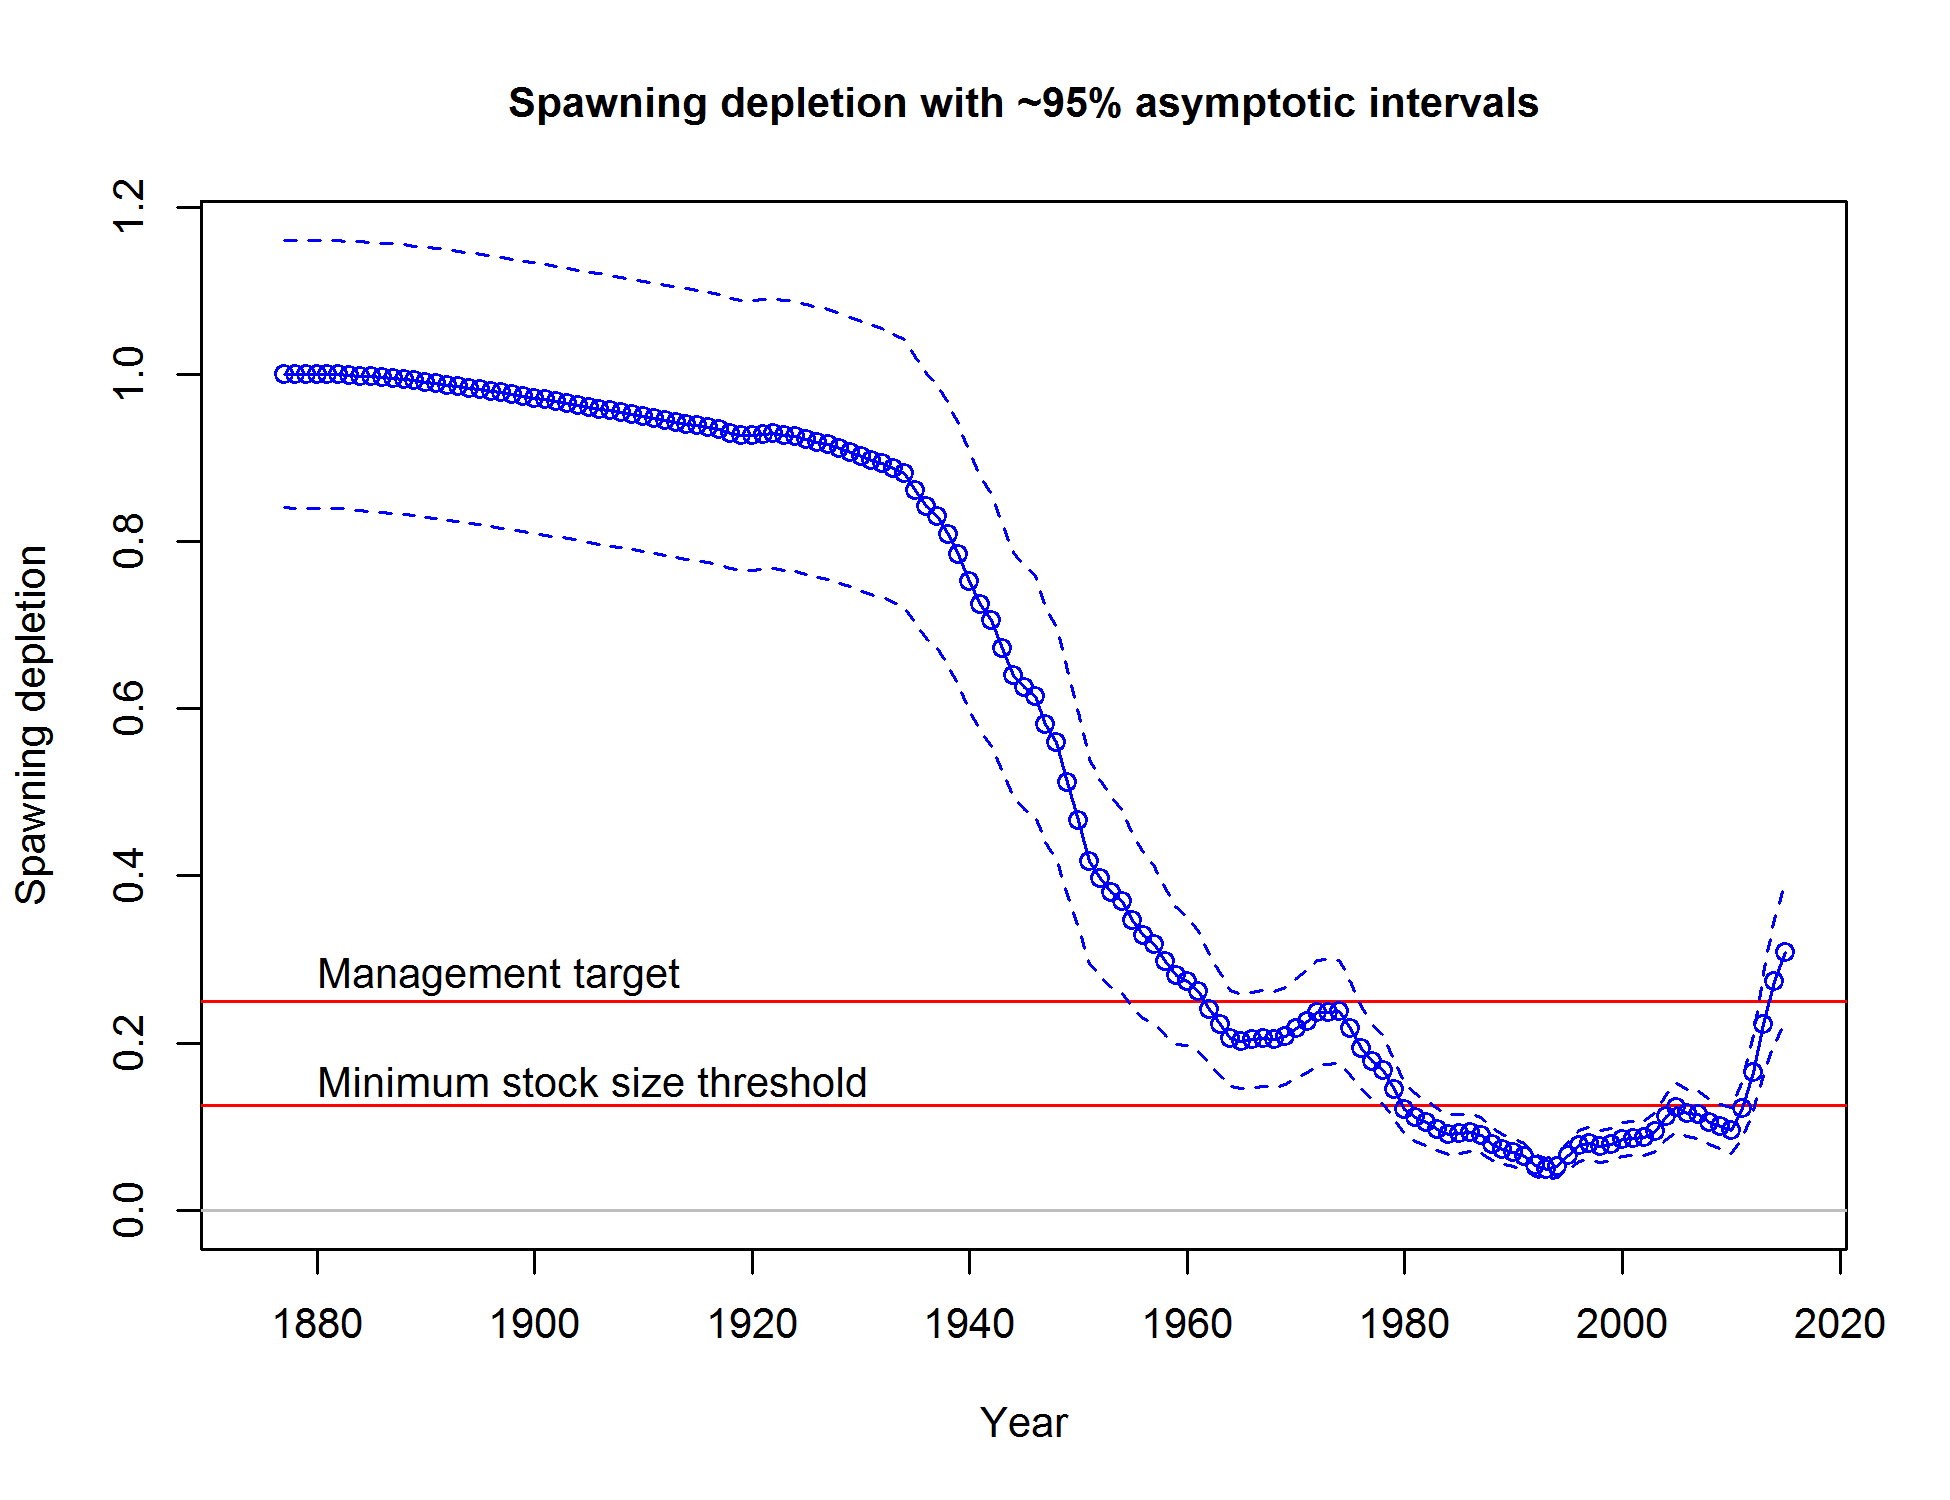 Spawning depletion with ~95% asymptotic intervals
Spawning depletion
1.2
1.0
0.8
0.6
0.4
0.2
0.0
Management target
Minimum stock size threshold
1880 1900 1920 1940 1960 1980 2000 2020
Year